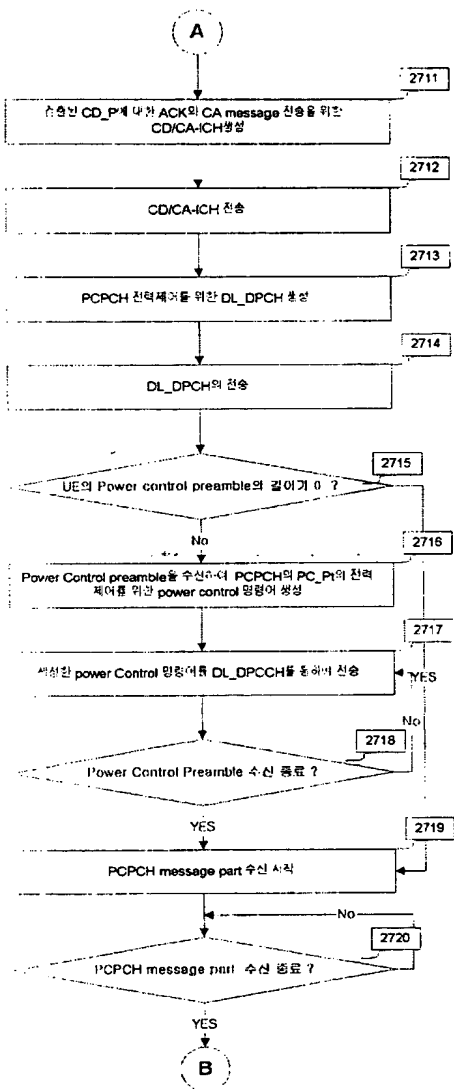 A
2711
검출된 CD_P에 대한 ACK와 CA message 전송을 위한
CD/CA-ICH생성
2712
CD/CA-ICH 전송
2713
PCPCH 전력제어를 위한 DL_DPCH 생성
2714
DL_DPCH의 전송
2715
UE의 Power control preamble의 길이가 0 ?
No
2716
Power Control preamble을 수신하여 PCPCH의 PC_Pt의 전력
제어를 위한 power control 명령어 생성
2717
생성한 power Control 명령어를 DL_DPCCH를 통하여 전송
YES
No
2718
Power Control Preamble 수신 종료 ?
YES
2719
PCPCH message part 수신 시작
No
2720
PCPCH message part 수신 종료 ?
YES
B